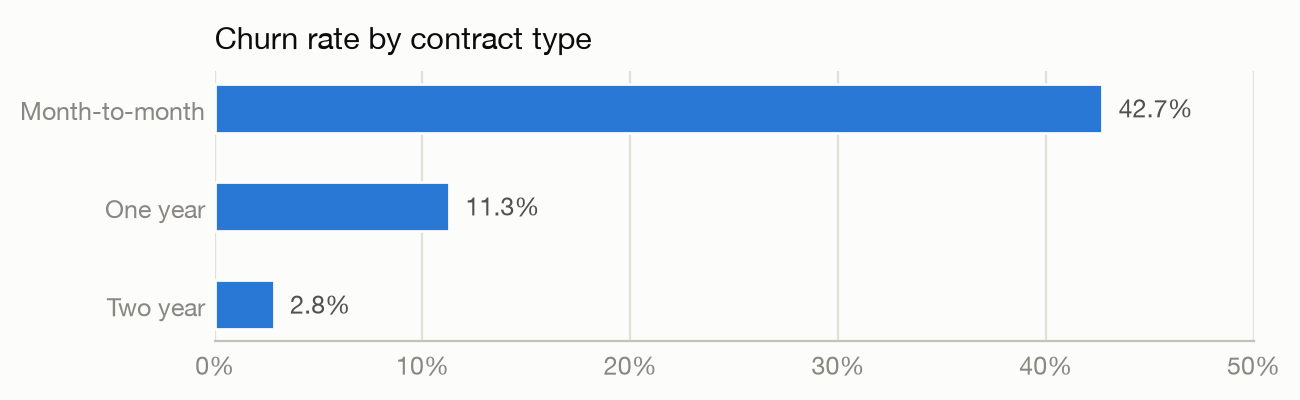 Churn rate by contract type
Month-to-month 42.7%
One year 11.3%
Two year 2.8%
0% 10% 20% 30% 40% 50%